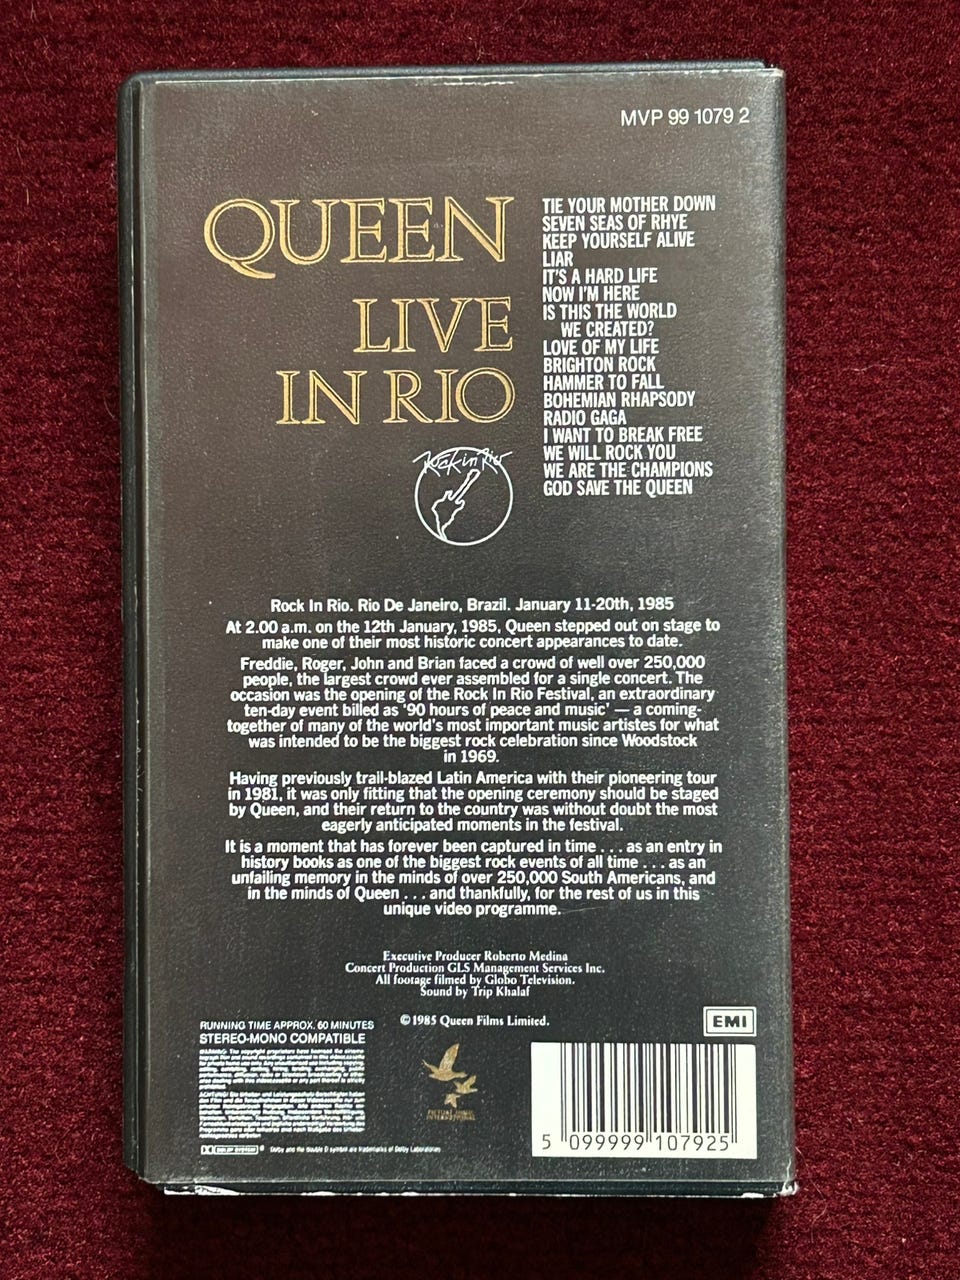 MVP 99 1079 2
QUEEN
LIVE
IN RIO
Rock in Rio
TIE YOUR MOTHER DOWN
SEVEN SEAS OF RHYE
KEEP YOURSELF ALIVE
LIAR
IT'S A HARD LIFE
NOW I'M HERE
IS THIS THE WORLD
WE CREATED?
LOVE OF MY LIFE
BRIGHTON ROCK
HAMMER TO FALL
BOHEMIAN RHAPSODY
RADIO GAGA
I WANT TO BREAK FREE
WE WILL ROCK YOU
WE ARE THE CHAMPIONS
GOD SAVE THE QUEEN
Rock In Rio. Rio De Janeiro, Brazil. January 11-20th, 1985
At 2.00 a.m. on the 12th January, 1985, Queen stepped out on stage to
make one of their most historic concert appearances to date.
Freddie, Roger, John and Brian faced a crowd of well over 250,000
people, the largest crowd ever assembled for a single concert. The
occasion was the opening of the Rock In Rio Festival, an extraordinary
ten-day event billed as '90 hours of peace and music' — a coming-
together of many of the world's most important music artistes for what
was intended to be the biggest rock celebration since Woodstock
in 1969.
Having previously trail-blazed Latin America with their pioneering tour
in 1981, it was only fitting that the opening ceremony should be staged
by Queen, and their return to the country was without doubt the most
eagerly anticipated moments in the festival.
It is a moment that has forever been captured in time . . . as an entry in
history books as one of the biggest rock events of all time . . . as an
unfailing memory in the minds of over 250,000 South Americans, and
in the minds of Queen . . . and thankfully, for the rest of us in this
unique video programme.
Executive Producer Roberto Medina
Concert Production GLS Management Services Inc.
All footage filmed by Globo Television.
Sound by Trip Khalaf
©1985 Queen Films Limited.
RUNNING TIME APPROX. 60 MINUTES
STEREO-MONO COMPATIBLE
EMI
DOLBY SYSTEM®
Dolby and the double D symbol are trademarks of Dolby Laboratories
5 099999 107925